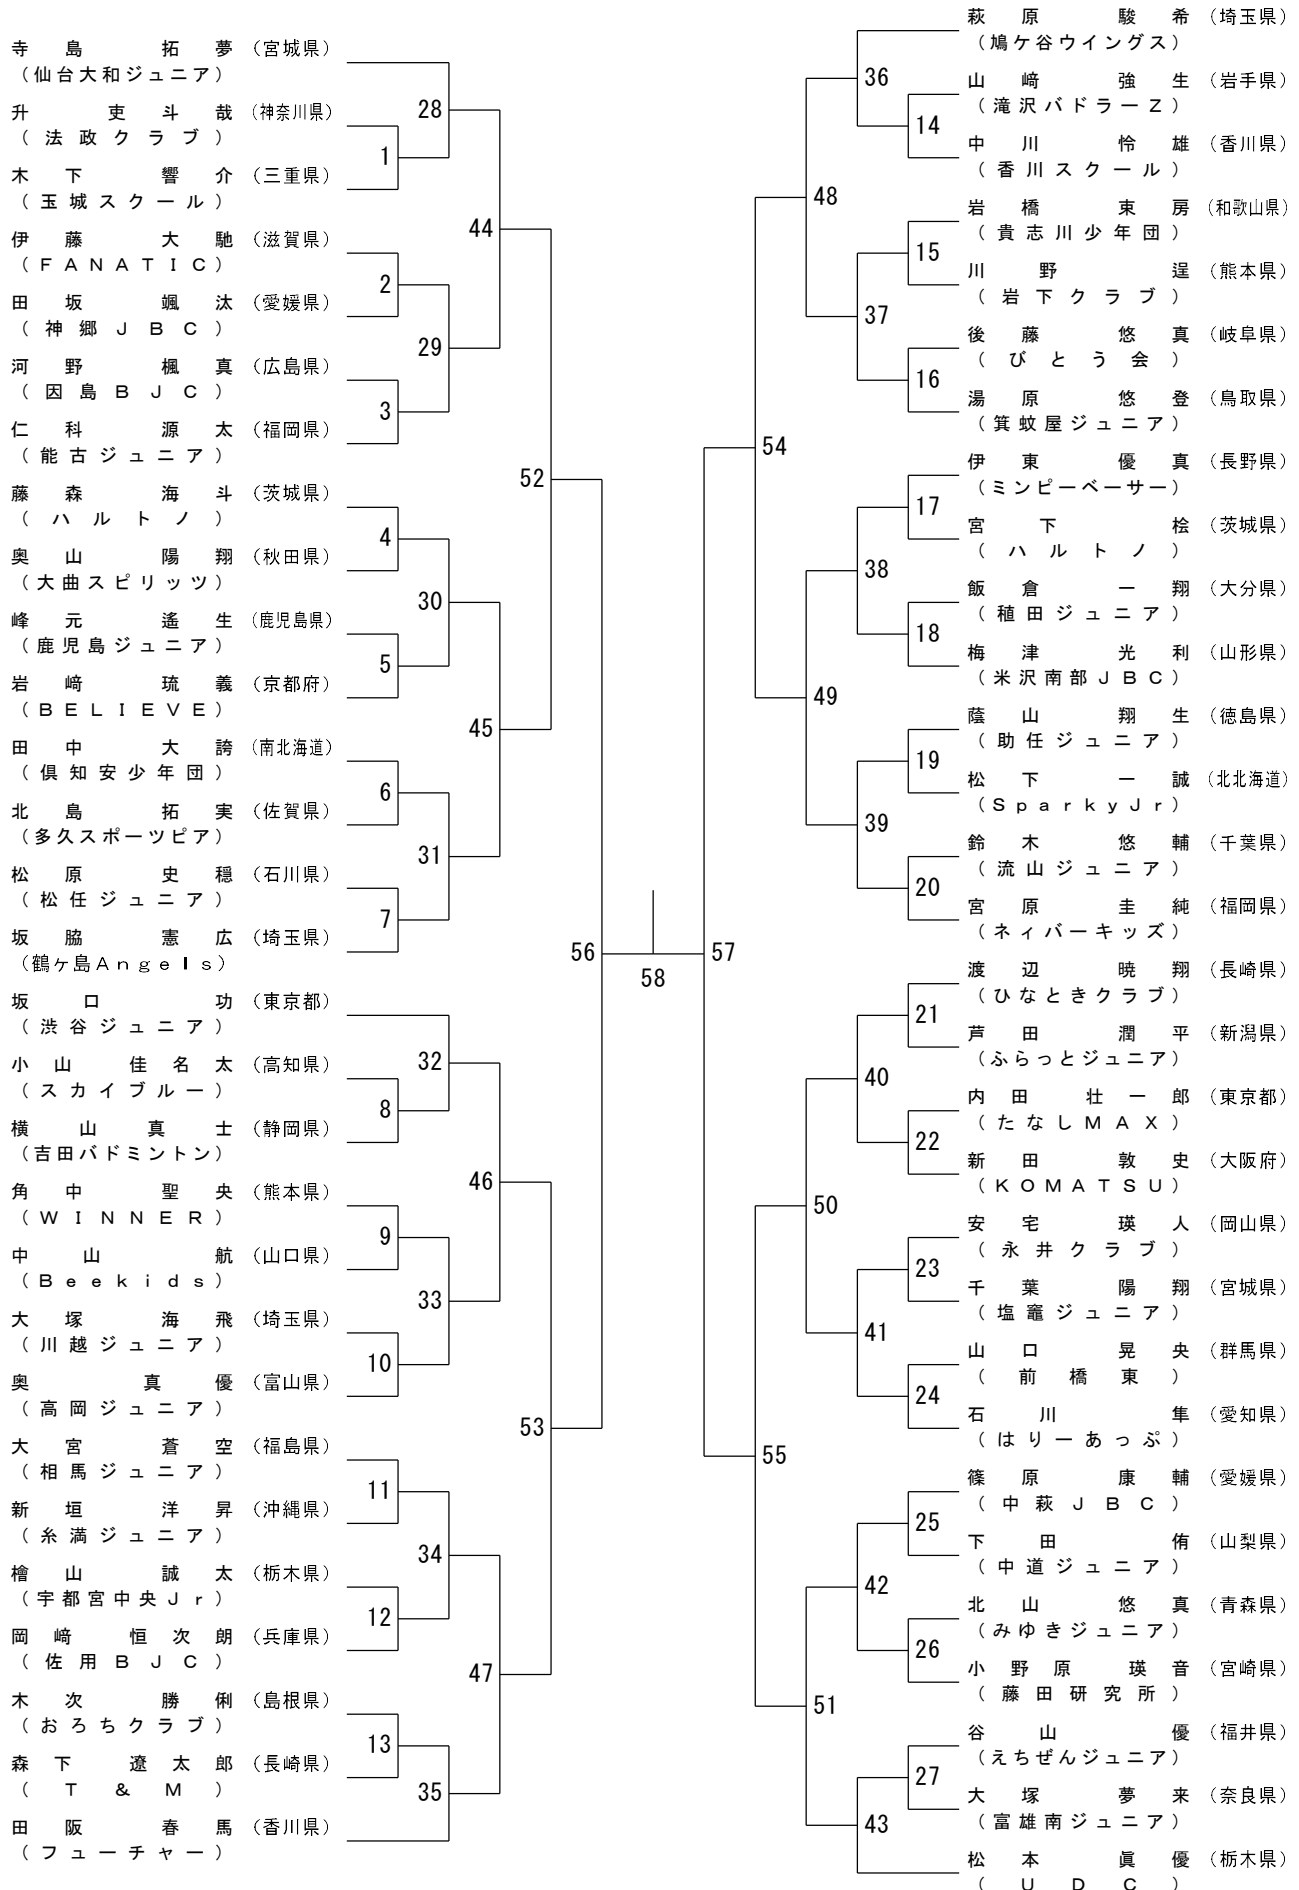 寺島 拓夢 (宮城県)
(仙台大和ジュニア)
升 吏斗哉 (神奈川県)
(法政クラブ)
木下 響介 (三重県)
(玉城スクール)
伊藤 大馳 (滋賀県)
(FANATIC)
田坂 颯汰 (愛媛県)
(神郷JBC)
河野 楓真 (広島県)
(因島BJC)
仁科 源太 (福岡県)
(能古ジュニア)
藤森 海斗 (茨城県)
(ハルトノ)
奥山 陽翔 (秋田県)
(大曲スピリッツ)
峰元 遙生 (鹿児島県)
(鹿児島ジュニア)
岩﨑 琉義 (京都府)
(BELIEVE)
田中 大誇 (南北海道)
(倶知安少年団)
北島 拓実 (佐賀県)
(多久スポーツピア)
松原 史穏 (石川県)
(松任ジュニア)
坂脇 憲広 (埼玉県)
(鶴ヶ島Angels)
坂口 功 (東京都)
(渋谷ジュニア)
小山 佳名太 (高知県)
(スカイブルー)
横山 真士 (静岡県)
(吉田バドミントン)
角中 聖央 (熊本県)
(WINNER)
中山 航 (山口県)
(Beekids)
大塚 海飛 (埼玉県)
(川越ジュニア)
奥 真優 (富山県)
(高岡ジュニア)
大宮 蒼空 (福島県)
(相馬ジュニア)
新垣 洋昇 (沖縄県)
(糸満ジュニア)
檜山 誠太 (栃木県)
(宇都宮中央Jr)
岡﨑 恒次朗 (兵庫県)
(佐用BJC)
木次 勝俐 (島根県)
(おろちクラブ)
森下 遼太郎 (長崎県)
(T&M)
田阪 春馬 (香川県)
(フューチャー)
1
2
3
4
5
6
7
8
9
10
11
12
13
28
29
30
31
32
33
34
35
44
45
46
47
52
53
56
58
57
54
55
48
49
50
51
36
37
38
39
40
41
42
43
14
15
16
17
18
19
20
21
22
23
24
25
26
27
萩原 駿希 (埼玉県)
(鳩ケ谷ウイングス)
山﨑 強生 (岩手県)
(滝沢バドラーZ)
中川 怜雄 (香川県)
(香川スクール)
岩橋 束房 (和歌山県)
(貴志川少年団)
川野 逞 (熊本県)
(岩下クラブ)
後藤 悠真 (岐阜県)
(びとう会)
湯原 悠登 (鳥取県)
(箕蚊屋ジュニア)
伊東 優真 (長野県)
(ミンピーベーサー)
宮下 桧 (茨城県)
(ハルトノ)
飯倉 一翔 (大分県)
(稙田ジュニア)
梅津 光利 (山形県)
(米沢南部JBC)
蔭山 翔生 (徳島県)
(助任ジュニア)
松下 一誠 (北北海道)
(SparkyJr)
鈴木 悠輔 (千葉県)
(流山ジュニア)
宮原 圭純 (福岡県)
(ネイバーキッズ)
渡辺 暁翔 (長崎県)
(ひなときクラブ)
芦田 潤平 (新潟県)
(ふらっとジュニア)
内田 壮一郎 (東京都)
(たなしMAX)
新田 敦史 (大阪府)
(KOMATSU)
安宅 瑛人 (岡山県)
(永井クラブ)
千葉 陽翔 (宮城県)
(塩竈ジュニア)
山口 晃央 (群馬県)
(前橋東)
石川 隼 (愛知県)
(はりーあっぷ)
篠原 康輔 (愛媛県)
(中萩JBC)
下田 侑 (山梨県)
(中道ジュニア)
北山 悠真 (青森県)
(みゆきジュニア)
小野原 瑛音 (宮崎県)
(藤田研究所)
谷山 優 (福井県)
(えちぜんジュニア)
大塚 夢来 (奈良県)
(富雄南ジュニア)
松本 眞優 (栃木県)
(UDC)